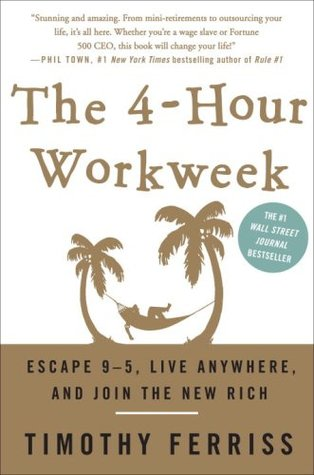 "Stunning and amazing. From mini-retirements to outsourcing your
life, it's all here. Whether you're a wage slave or Fortune
500 CEO, this book will change your life!"
—PHIL TOWN, #1 New York Times bestselling author of Rule #1
The 4-Hour
Workweek
THE #1
WALL STREET
JOURNAL
BESTSELLER
ESCAPE 9–5, LIVE ANYWHERE,
AND JOIN THE NEW RICH
TIMOTHY FERRISS